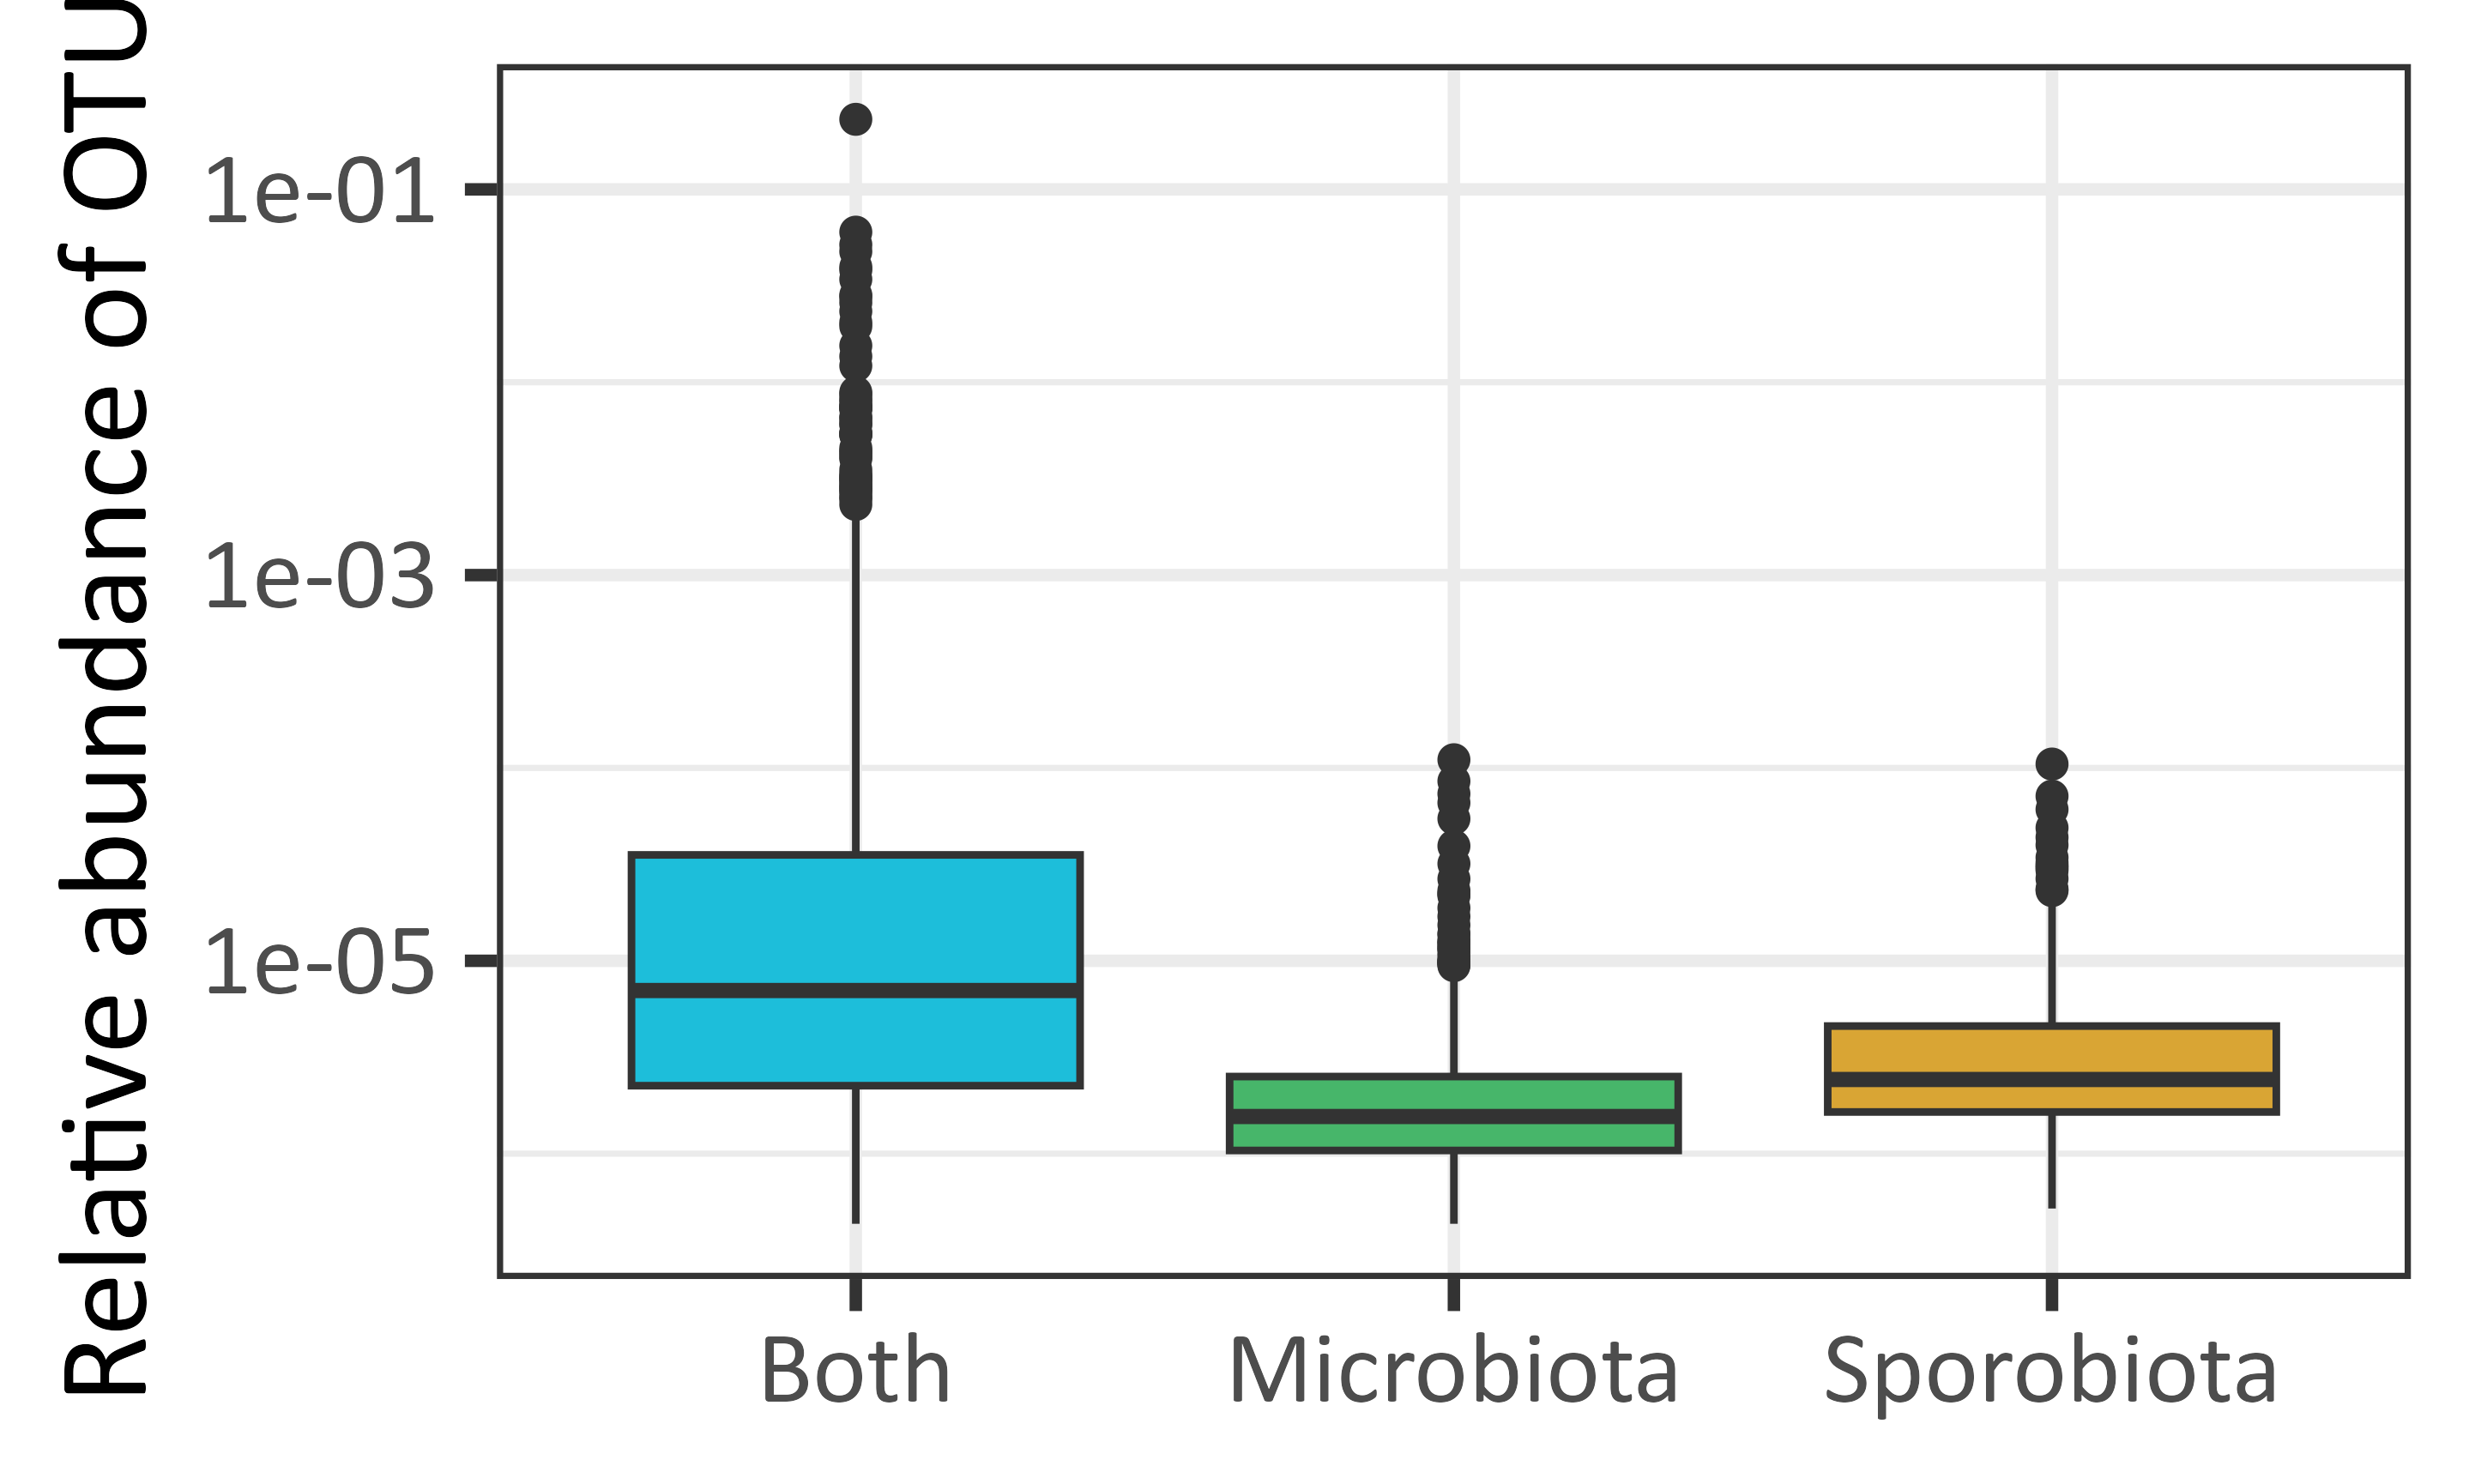 Relative abundance of OTU
1e-01
1e-03
1e-05
Both
Microbiota
Sporobiota